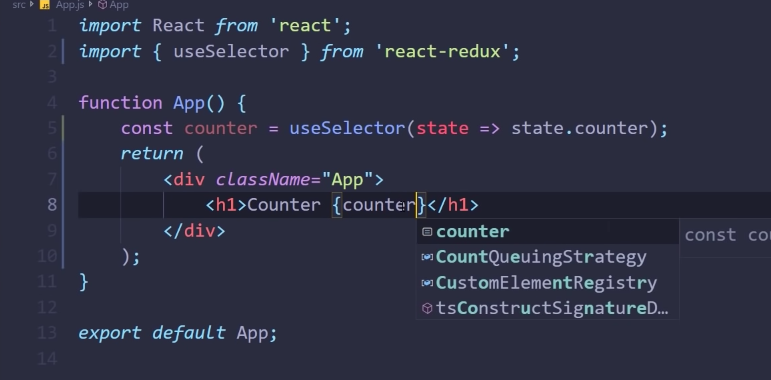 src App.js App
1 import React from 'react';
2 import { useSelector } from 'react-redux';
3
4 function App() {
5 const counter = useSelector(state => state.counter);
6 return (
7 <div className="App">
8 <h1>Counter {counter}</h1>
9 </div>
10 );
11 }
12
13 export default App;
14
counter
CountQueuingStrategy
CustomElementRegistry
tsConstructSignatureD…
const cou